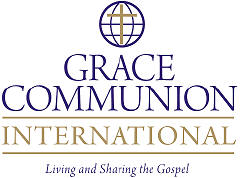 GRACE
COMMUNION
INTERNATIONAL
Living and Sharing the Gospel